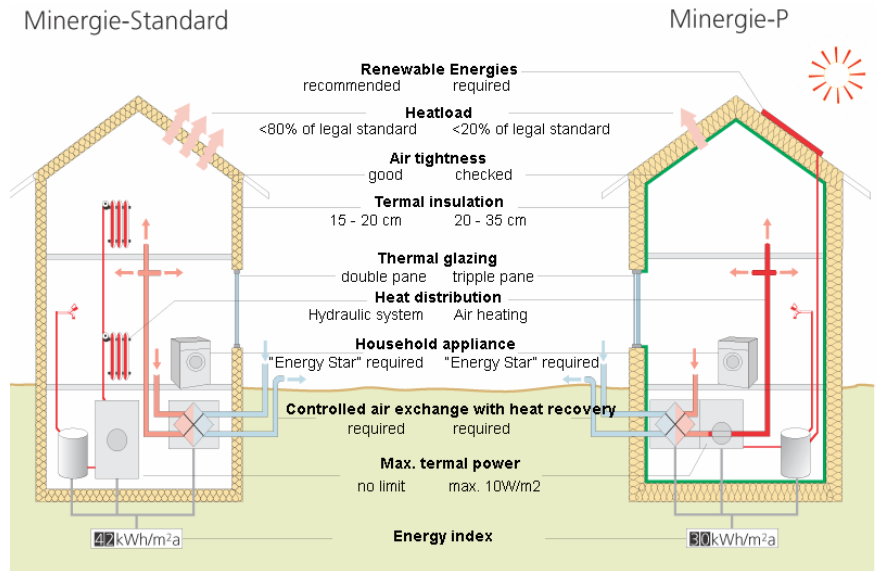 Minergie-Standard Minergie-P
Renewable Energies
recommended required
Heatload
<80% of legal standard <20% of legal standard
Air tightness
good checked
Termal insulation
15 - 20 cm 20 - 35 cm
Thermal glazing
double pane tripple pane
Heat distribution
Hydraulic system Air heating
Household appliance
"Energy Star" required "Energy Star" required
Controlled air exchange with heat recovery
required required
Max. termal power
no limit max. 10W/m2
Energy index
42kWh/m²a 30kWh/m²a